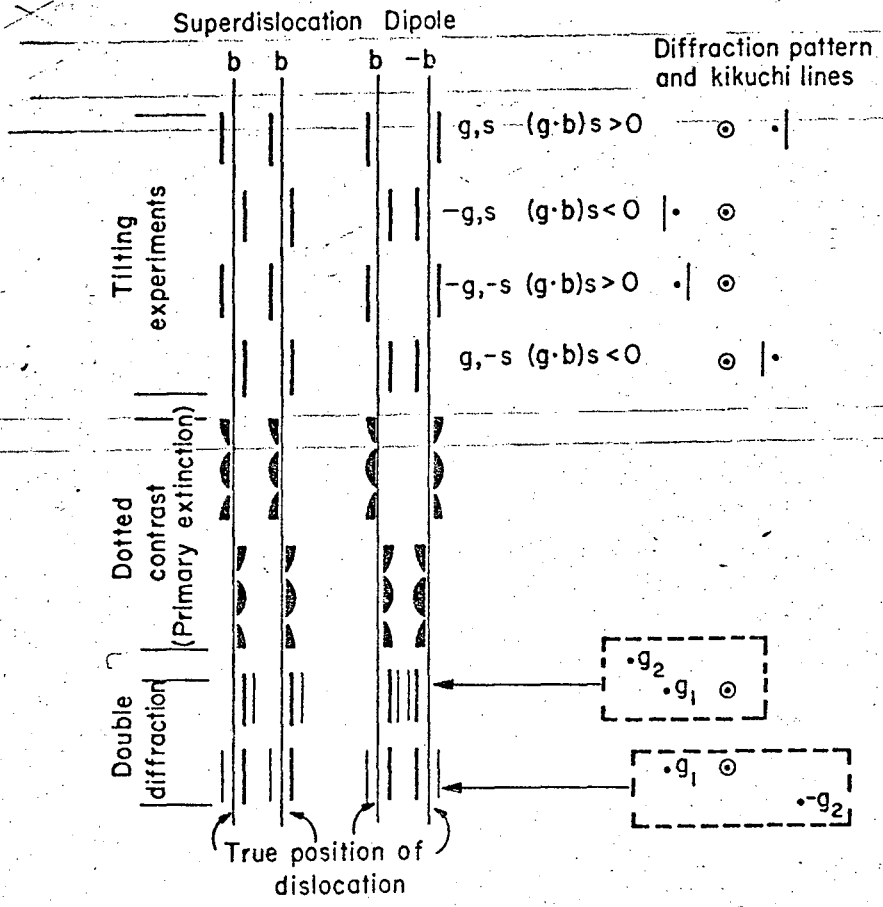 Superdislocation Dipole
b b b -b
Diffraction pattern
and kikuchi lines
g,s (g·b)s>0
-g,s (g·b)s<0
-g,-s (g·b)s>0
g,-s (g·b)s<0
Tilting
experiments
Dotted
contrast
(Primary extinction)
Double
diffraction
g2
g1
g1
-g2
True position of
dislocation